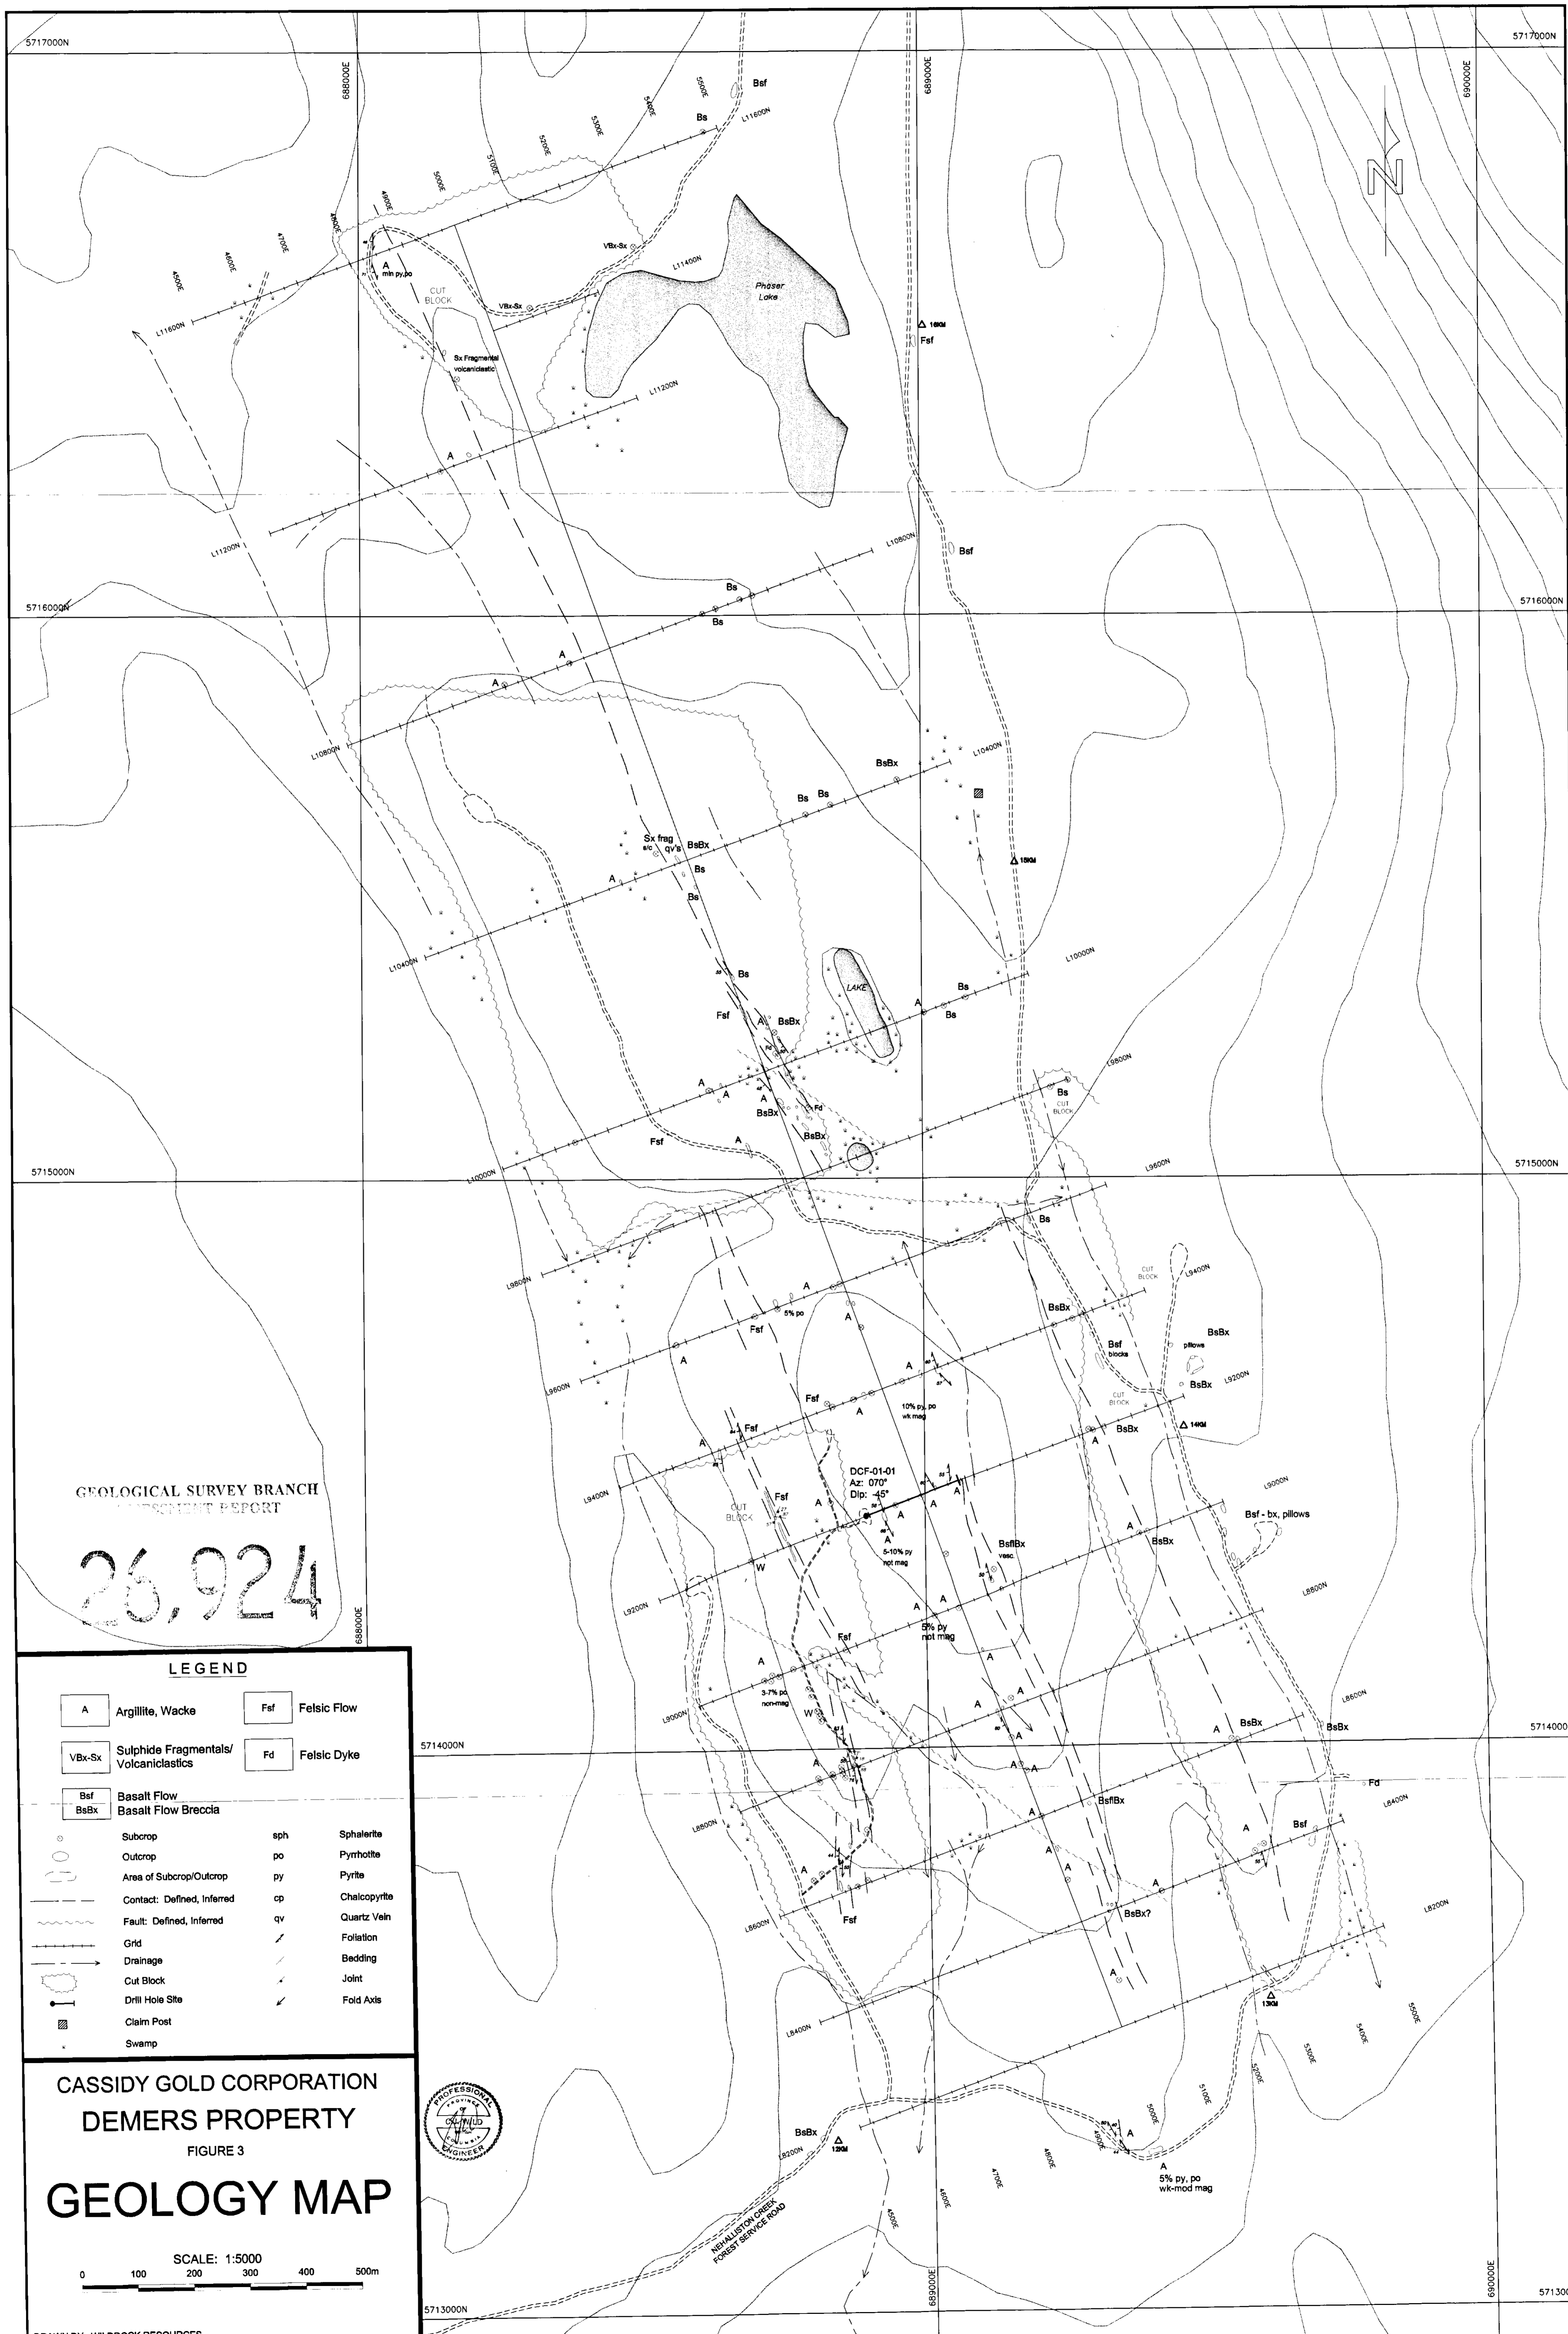 5717000N
5717000N
688000E
689000E
690000E
5500E
5400E
5300E
5200E
5100E
5000E
4900E
4800E
4700E
4600E
4500E
Bsf
Bs
L11600N
L11600N
VBx-Sx
A
min py,po
CUT
BLOCK
VBx-Sx
L11400N
Phaser
Lake
16KM
Fsf
N
Sx Fragmental
volcaniclastic
L11200N
A
L11200N
L10800N
Bsf
Bs
Bs
5716000N
5716000N
A
A
L10800N
L10400N
BsBx
Bs Bs
Sx frag
s/c qv's
BsBx
A
Bs
Bs
15KM
L10400N
L10000N
Bs
LAKE
Bs
A
Bs
Fsf
A
BsBx
Fd
L9800N
A
A
A
BsBx
Fd
BsBx
Bs
CUT
BLOCK
Fsf
A
L10000N
L9600N
5715000N
5715000N
Bs
L9800N
CUT
BLOCK
L9400N
A
5% po
Fsf
A
A
BsBx
Bsf
blocks
BsBx
pillows
L9600N
A
BsBx
L9200N
Fsf
A
10% py, po
wk mag
CUT
BLOCK
14KM
Fsf
A
BsBx
A
L9400N
GEOLOGICAL SURVEY BRANCH
ASSESSMENT REPORT
26,924
DCF-01-01
Az: 070°
Dip: -45°
L9000N
Fsf
CUT
BLOCK
A
A
A
A
A
5-10% py
not mag
Bsf - bx, pillows
A
BsBx
BsflBx
vesc.
W
L8800N
L9200N
A
A
5% py
not mag
688000E
Fsf
A
A
3-7% po
non-mag
W
L9000N
A
A
A
L8600N
A
BsBx
BsBx
5714000N
5714000N
A
A
A
Fd
BsflBx
L8400N
L8800N
A
A
Bsf
A
A
A
A
L8600N
Fsf
BsBx?
L8200N
A
L8400N
13KM
5500E
5400E
5300E
5200E
5100E
5000E
4900E
4800E
4700E
4600E
4500E
BsBx
12KM
L8200N
A
A
5% py, po
wk-mod mag
NEHALLISTON CREEK
FOREST SERVICE ROAD
689000E
690000E
5713000N
57130
LEGEND
A Argillite, Wacke
Fsf Felsic Flow
VBx-Sx Sulphide Fragmentals/
Volcaniclastics
Fd Felsic Dyke
Bsf Basalt Flow
BsBx Basalt Flow Breccia
Subcrop sph Sphalerite
Outcrop po Pyrrhotite
Area of Subcrop/Outcrop py Pyrite
Contact: Defined, Inferred cp Chalcopyrite
Fault: Defined, Inferred qv Quartz Vein
Grid Foliation
Drainage Bedding
Cut Block Joint
Drill Hole Site Fold Axis
Claim Post
Swamp
CASSIDY GOLD CORPORATION
DEMERS PROPERTY
FIGURE 3
GEOLOGY MAP
SCALE: 1:5000
0 100 200 300 400 500m
PROFESSIONAL
PROVINCE
OF
COLUMBIA
ENGINEER